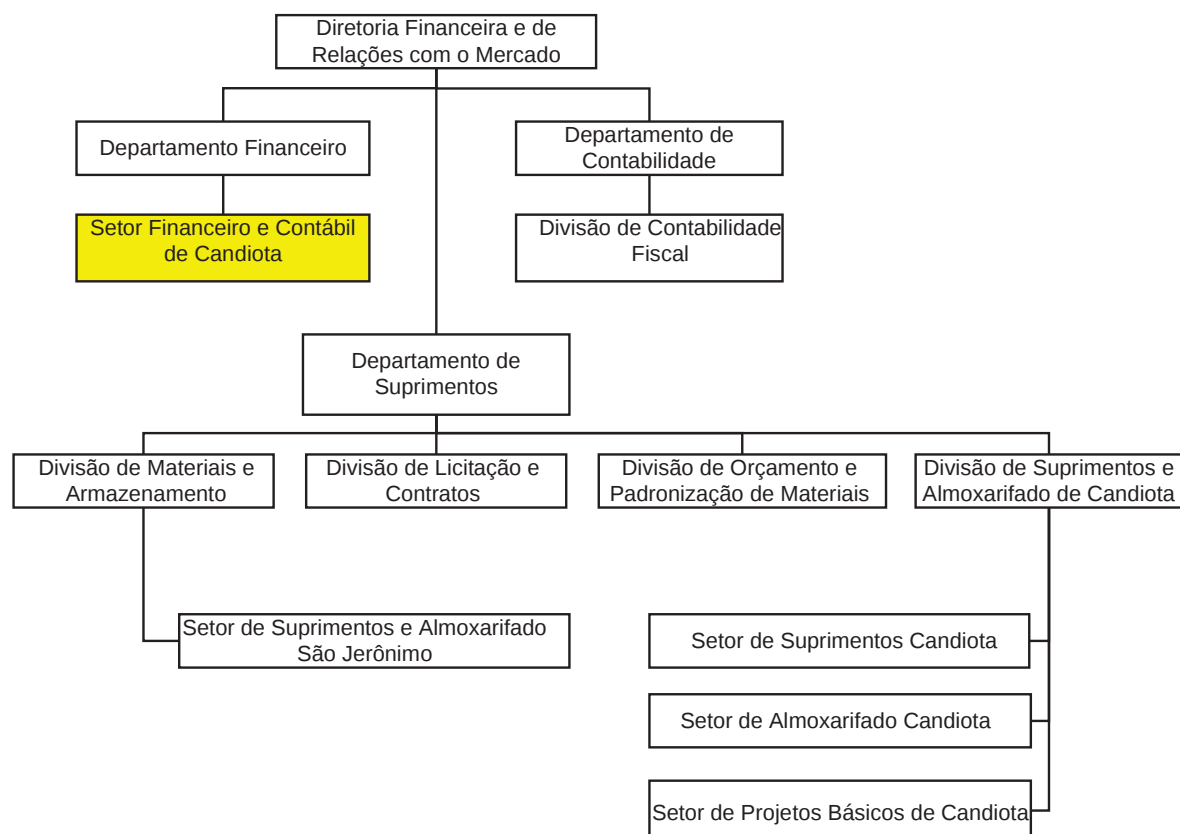 Diretoria Financeira e de
Relações com o Mercado
Departamento Financeiro
Departamento de
Contabilidade
Setor Financeiro e Contábil
de Candiota
Divisão de Contabilidade
Fiscal
Departamento de
Suprimentos
Divisão de Materiais e
Armazenamento
Divisão de Licitação e
Contratos
Divisão de Orçamento e
Padronização de Materiais
Divisão de Suprimentos e
Almoxarifado de Candiota
Setor de Suprimentos e Almoxarifado
São Jerônimo
Setor de Suprimentos Candiota
Setor de Almoxarifado Candiota
Setor de Projetos Básicos de Candiota